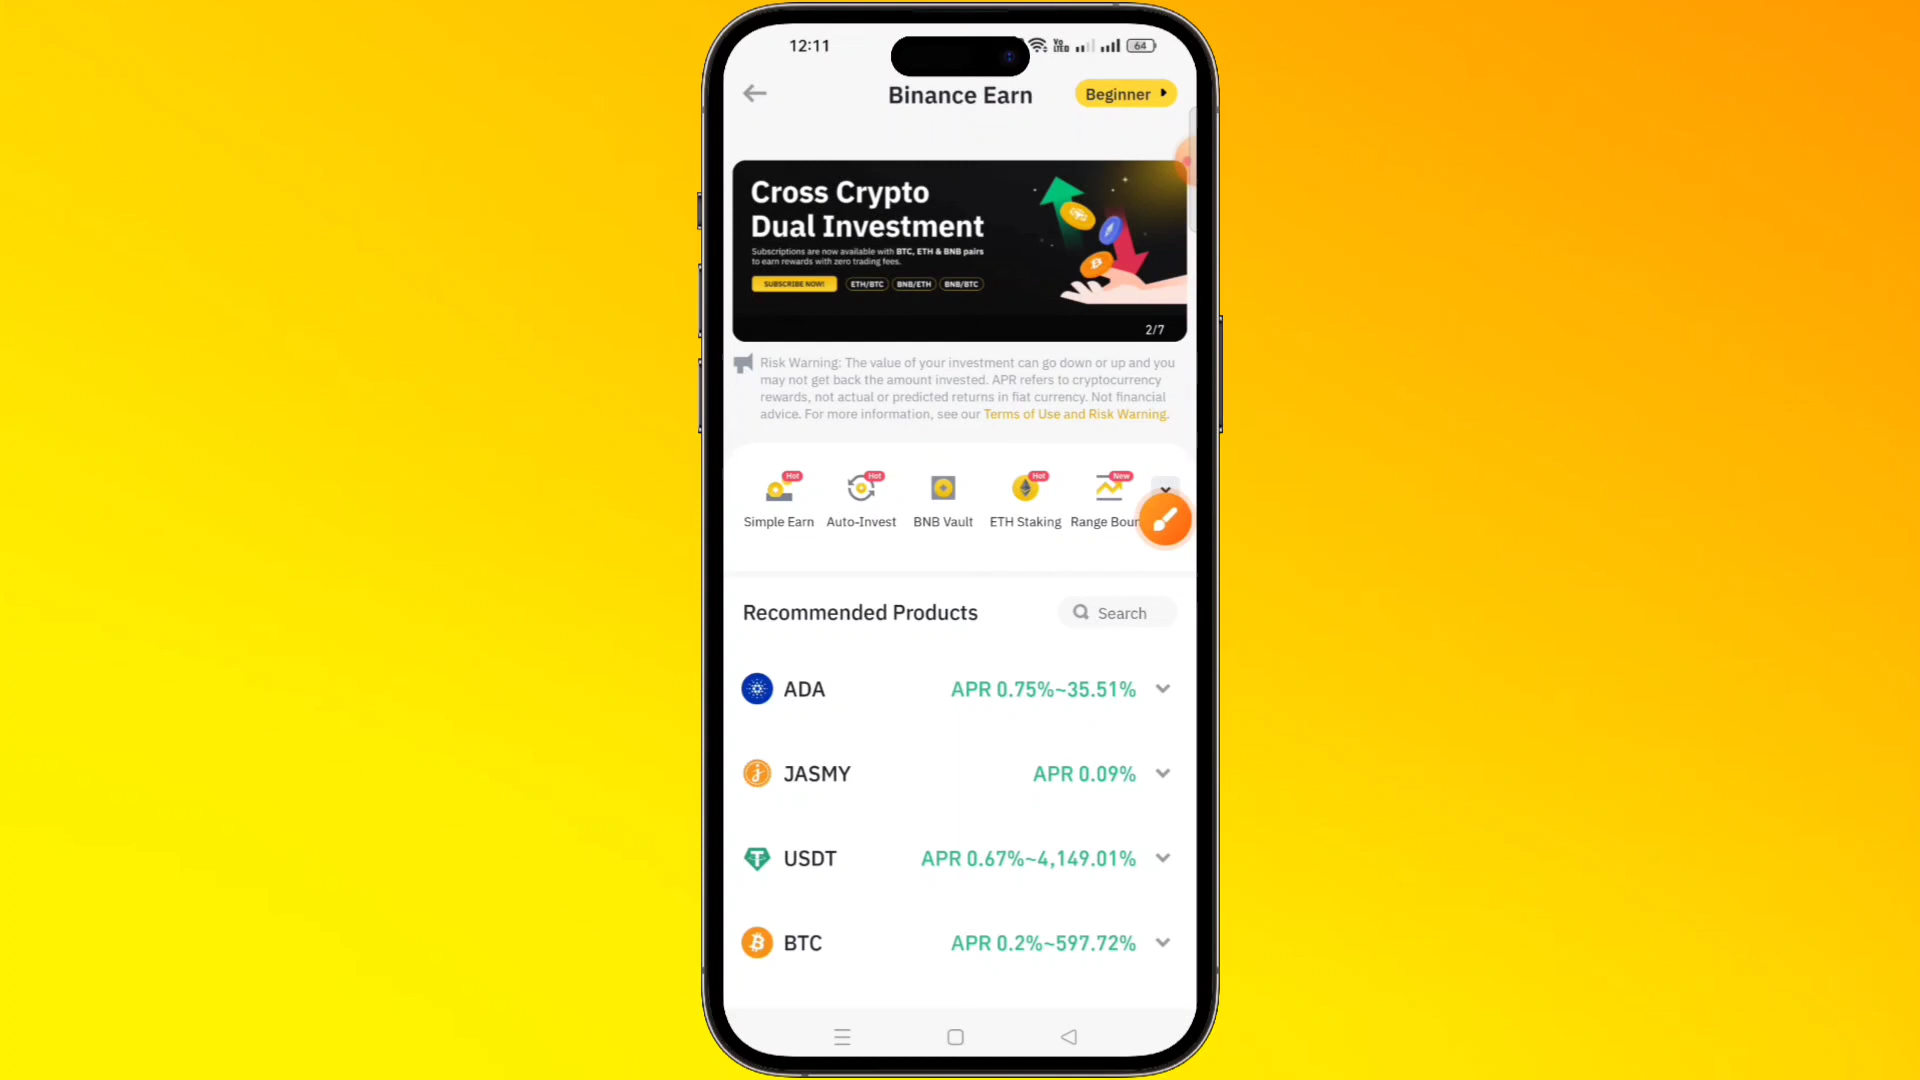 12:11
Vo
LTED
64
Binance Earn
Beginner
Cross Crypto
Dual Investment
Subscriptions are now available with BTC, ETH & BNB pairs
to earn rewards with zero trading fees.
SUBSCRIBE NOW! ETH/BTC BNB/ETH BNB/BTC
2/7
Risk Warning: The value of your investment can go down or up and you
may not get back the amount invested. APR refers to cryptocurrency
rewards, not actual or predicted returns in fiat currency. Not financial
advice. For more information, see our Terms of Use and Risk Warning.
Hot Hot Hot New
Simple Earn Auto-Invest BNB Vault ETH Staking Range Boun
Recommended Products
Search
ADA APR 0.75%~35.51%
JASMY APR 0.09%
USDT APR 0.67%~4,149.01%
BTC APR 0.2%~597.72%